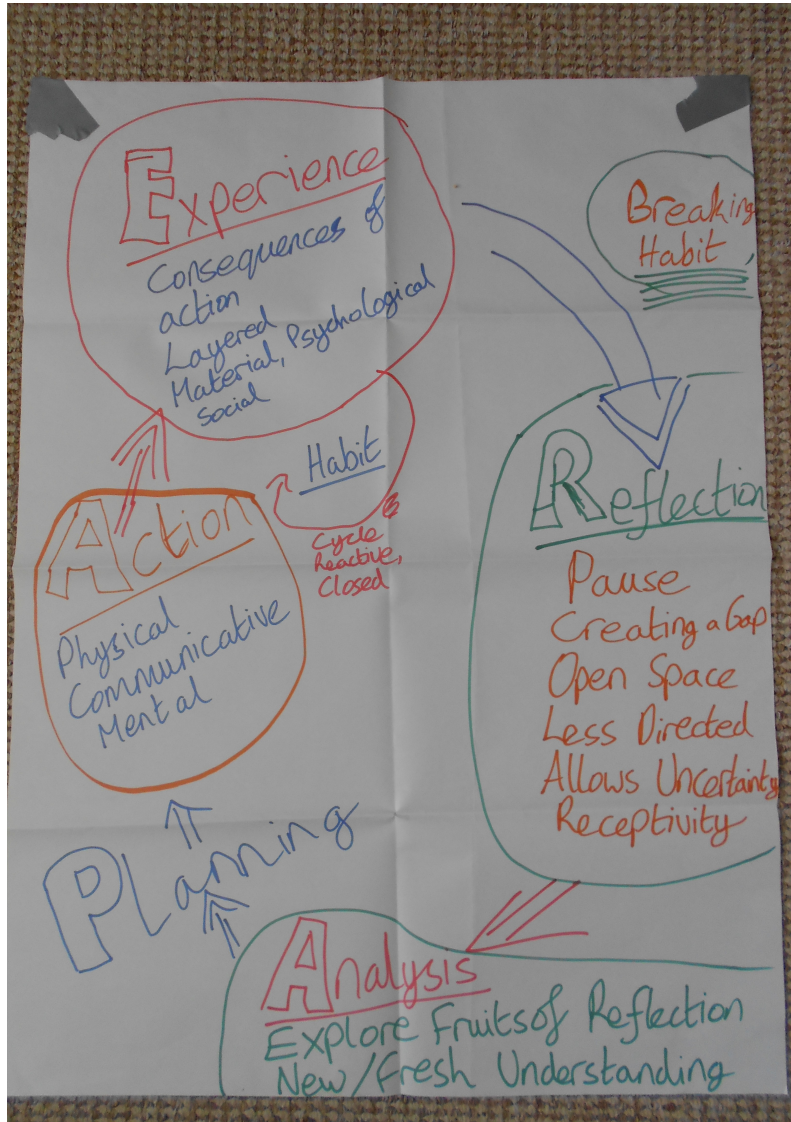 Experience
Consequences of
action
Layered
Material, Psychological
Social
Breaking
Habit
Habit
Cycle
Reactive,
Closed
Action
Physical
Communicative
Mental
Reflection
Pause
Creating a Gap
Open Space
Less Directed
Allows Uncertainty
Receptivity
Planning
Analysis
Explore Fruits of Reflection
New/Fresh Understanding